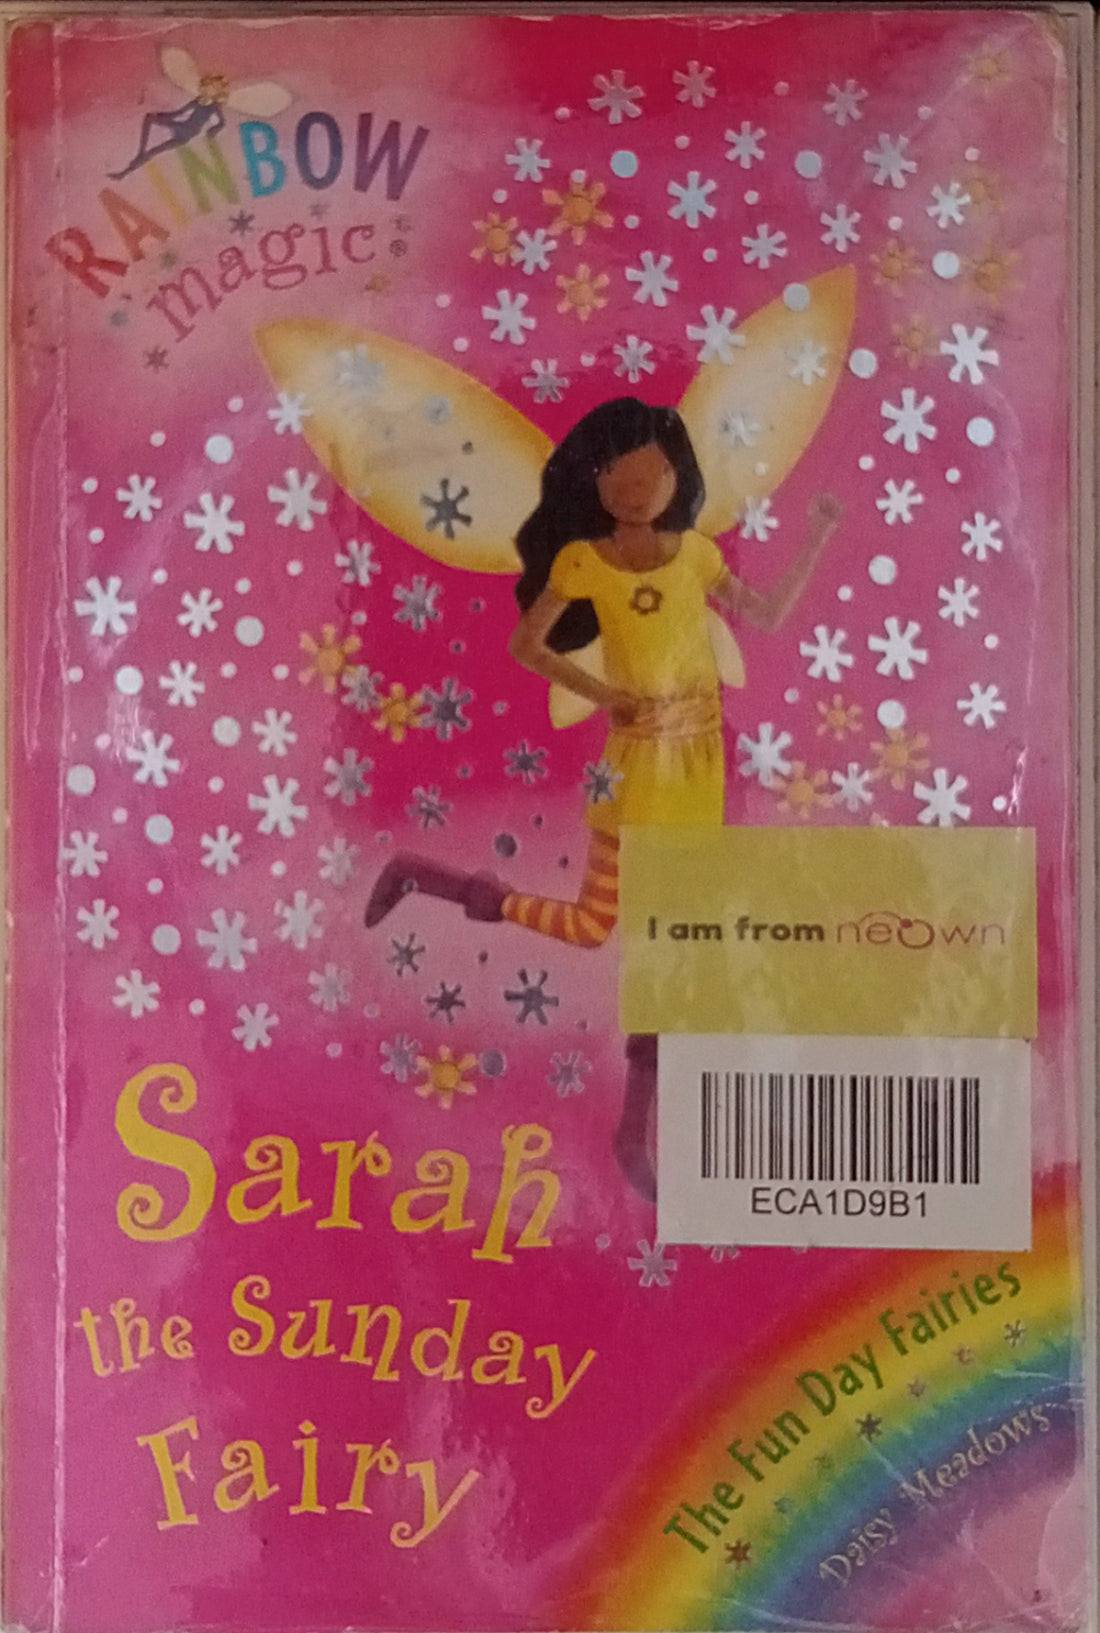 RAINBOW
magic®
I am from neown
ECA1D9B1
Sarah
the Sunday
Fairy
The Fun Day Fairies
Daisy Meadows